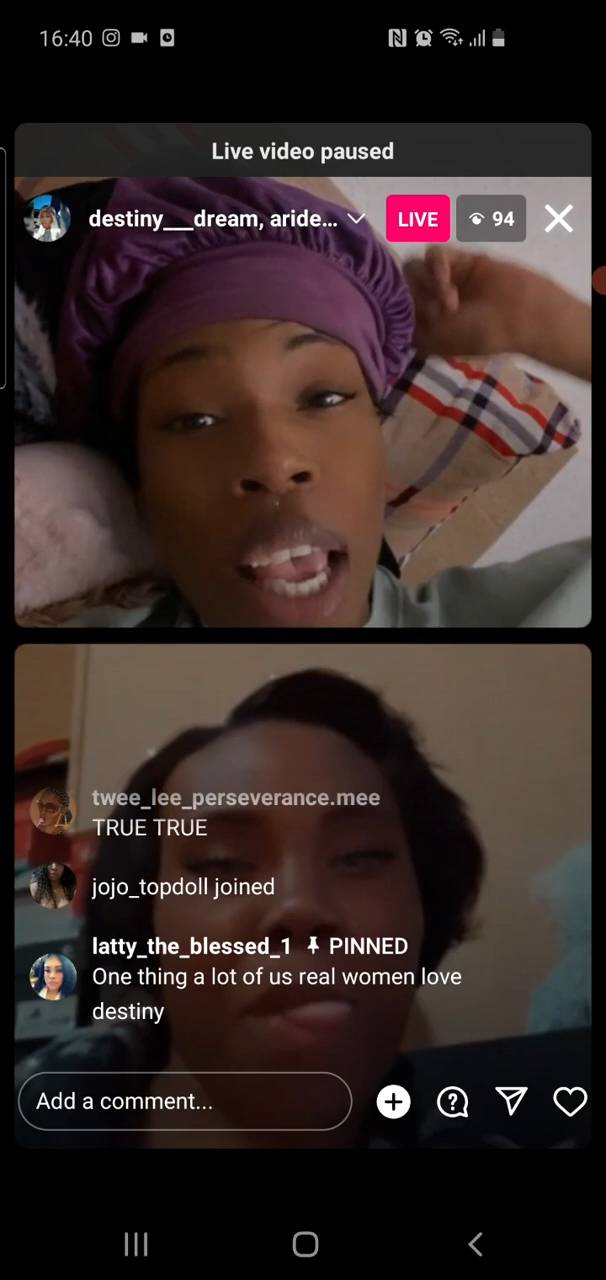 16:40
Live video paused
destiny___dream, aride...
LIVE
94
twee_lee_perseverance.mee
TRUE TRUE
jojo_topdoll joined
latty_the_blessed_1 PINNED
One thing a lot of us real women love
destiny
Add a comment...